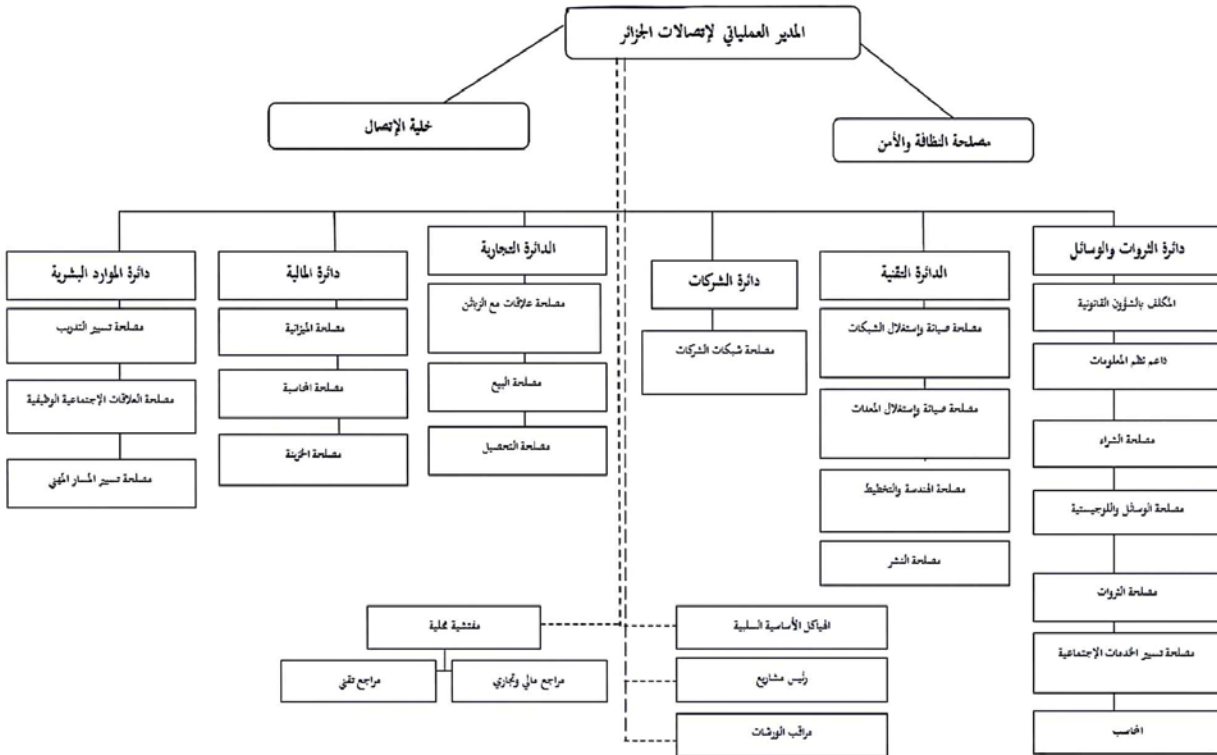 المدير العملياتي لإتصالات الجزائر
خلية الإتصال
مصلحة النظافة والأمن
دائرة الثروات والوسائل
المكلف بالشؤون القانونية
داعم نظم المعلومات
مصلحة الشراء
مصلحة الوسائل واللوجيستية
مصلحة الثروات
مصلحة تسيير الخدمات الإجتماعية
المحاسب
الدائرة التقنية
مصلحة صيانة وإستغلال الشبكات
مصلحة صيانة وإستغلال المعدات
مصلحة الهندسة والتخطيط
مصلحة النشر
دائرة الشركات
مصلحة شبكات الشركات
الدائرة التجارية
مصلحة علاقات مع الزبائن
مصلحة البيع
مصلحة التحصيل
دائرة المالية
مصلحة الميزانية
مصلحة المحاسبة
مصلحة الخزينة
دائرة الموارد البشرية
مصلحة تسيير التدريب
مصلحة العلاقات الإجتماعية الوظيفية
مصلحة تسيير المسار المهني
الهياكل الأساسية السلبية
رئيس مشاريع
مراقب الورشات
مفتشية محلية
مراجع مالي وتجاري
مراجع تقني